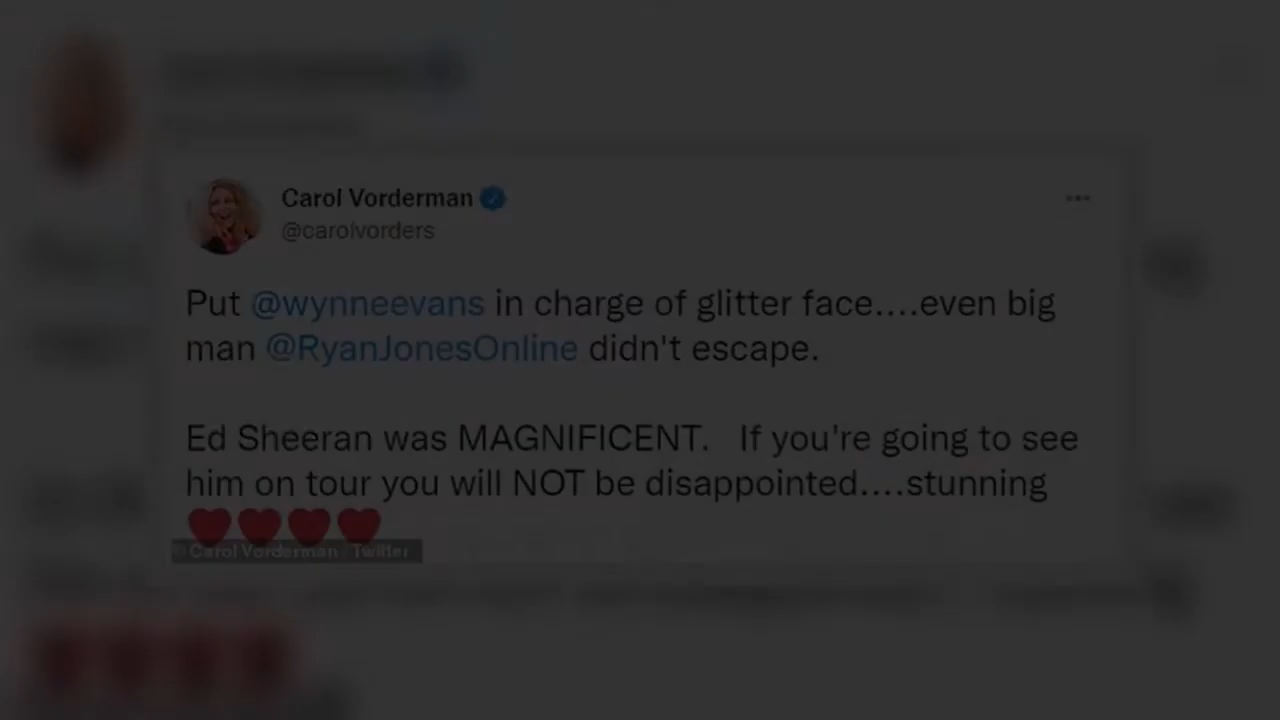 Carol Vorderman
@carolvorders
Put @wynneevans in charge of glitter face....even big
man @RyanJonesOnline didn't escape.
Ed Sheeran was MAGNIFICENT. If you're going to see
him on tour you will NOT be disappointed....stunning
© Carol Vorderman / Twitter